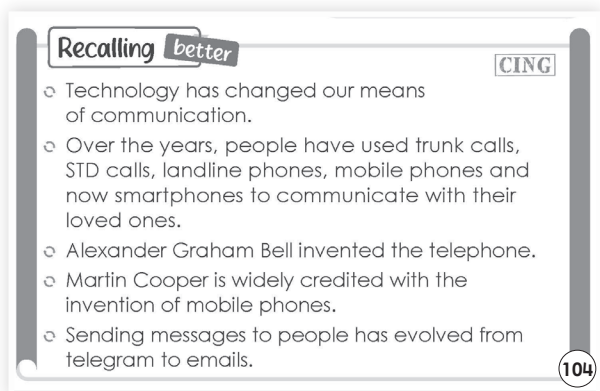 Recalling better
CING
Technology has changed our means
of communication.
Over the years, people have used trunk calls,
STD calls, landline phones, mobile phones and
now smartphones to communicate with their
loved ones.
Alexander Graham Bell invented the telephone.
Martin Cooper is widely credited with the
invention of mobile phones.
Sending messages to people has evolved from
telegram to emails.
104